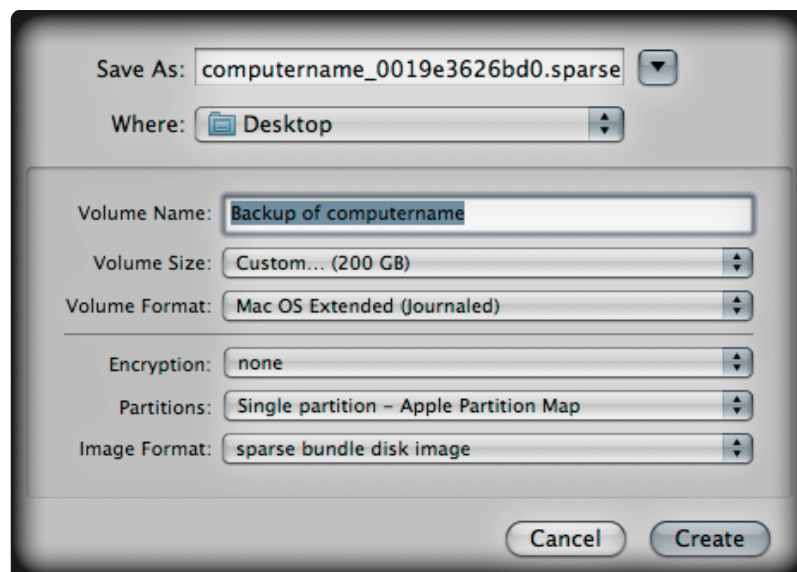 Save As: computername_0019e3626bd0.sparse
Where: Desktop
Volume Name: Backup of computername
Volume Size: Custom... (200 GB)
Volume Format: Mac OS Extended (Journaled)
Encryption: none
Partitions: Single partition – Apple Partition Map
Image Format: sparse bundle disk image
Cancel Create